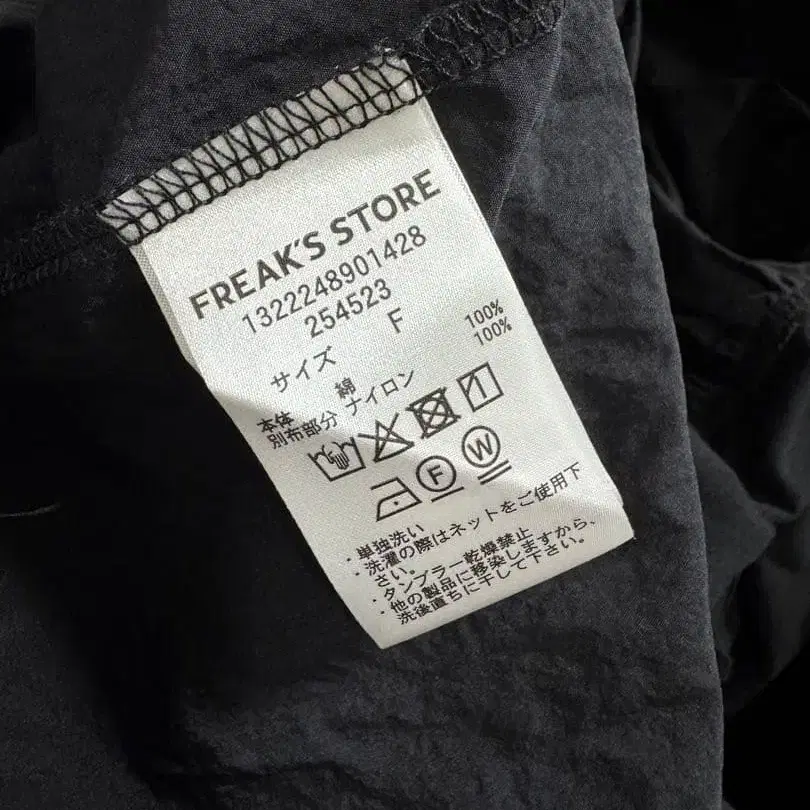 FREAK'S STORE
1322248901428
254523
サイズ F
本体 綿 100%
別布部分 ナイロン 100%
F W
・単独洗い
・洗濯の際はネットをご使用下
さい。
・タンブラー乾燥禁止
・他の製品に移染しますから、
洗後直ちに干して下さい。